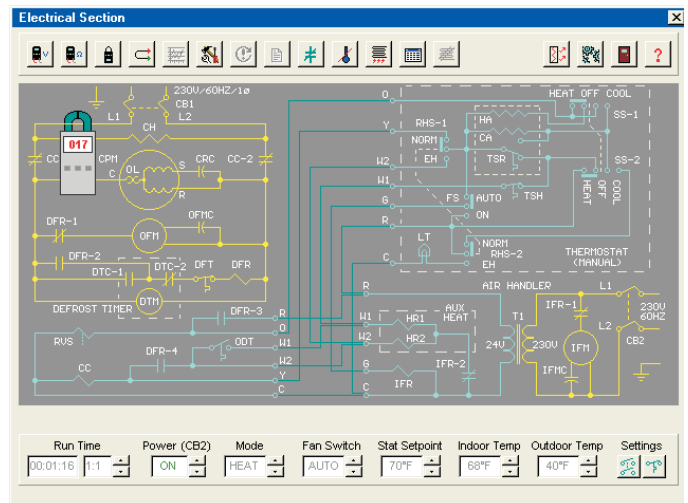 Electrical Section
V
Ω
?
230V/60HZ/1ø
CB1
L1
L2
CH
017
CC
CPM
OL
C
S
R
CRC
CC-2
DFR-1
OFM
OFMC
DFR-2
DTC-1
DTC-2
DFT
DFR
DTM
DEFROST TIMER
RVS
DFR-3
R
O
ODT
W1
DFR-4
W2
CC
Y
C
O
Y
W2
W1
G
R
C
RHS-1
NORM
EH
HEAT OFF COOL
SS-1
HA
CA
TSR
SS-2
HEAT
OFF
COOL
FS
AUTO
ON
TSH
LT
NORM
RHS-2
EH
THERMOSTAT
(MANUAL)
R
AIR HANDLER
W1
HR1
AUX
HEAT
W2
HR2
G
IFR
IFR-2
C
T1
24V
230V
IFR-1
L1
230V
60HZ
L2
CB2
IFM
IFMC
Run Time
Power (CB2)
Mode
Fan Switch
Stat Setpoint
Indoor Temp
Outdoor Temp
Settings
00:01:16
1:1
ON
HEAT
AUTO
70°F
68°F
40°F